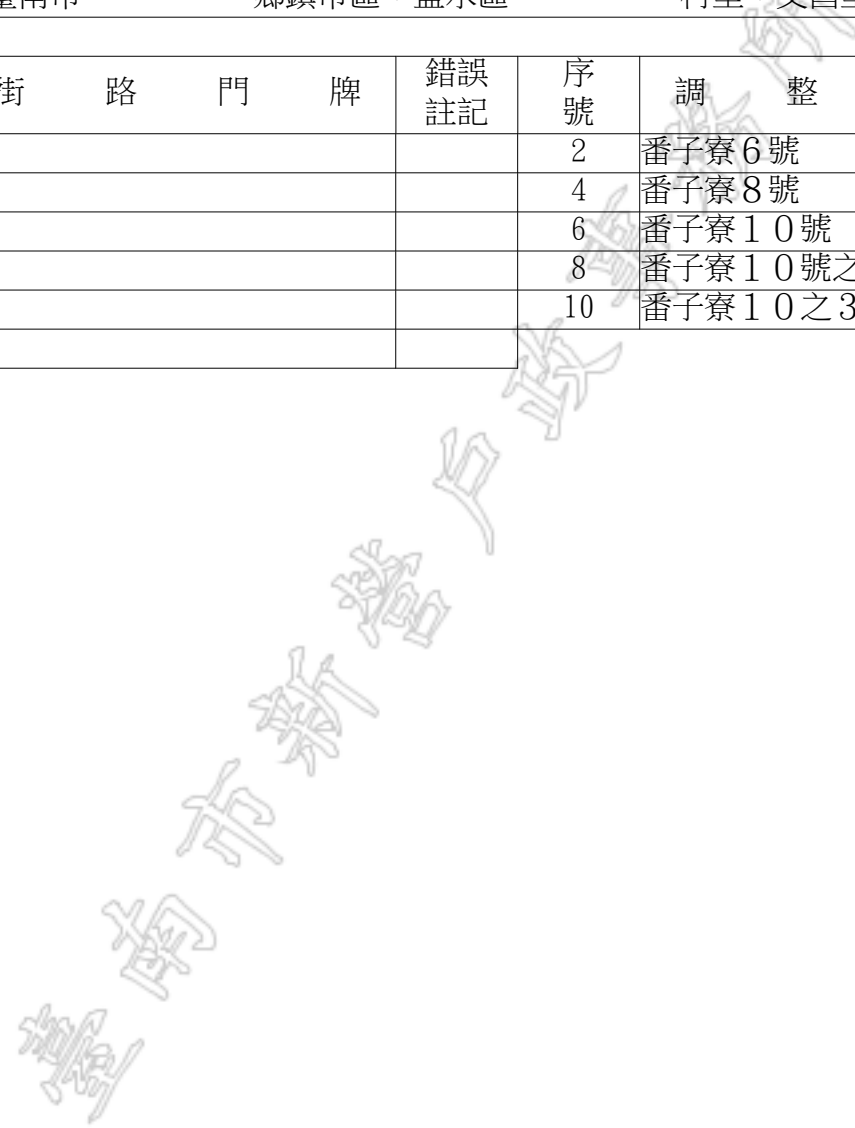 臺南市 鄉鎮市區：鹽水區 村里：文昌里
街 路 門 牌 錯誤註記 序號 調 整
2 番子寮６號
4 番子寮８號
6 番子寮１０號
8 番子寮１０號之
10 番子寮１０之３
臺南市新營戶政事務所